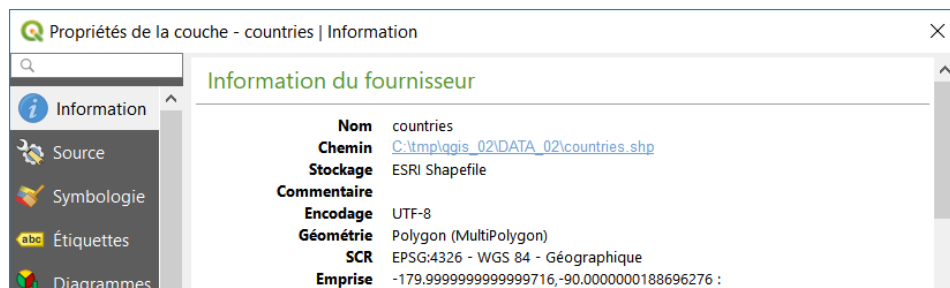 Propriétés de la couche - countries | Information
Information
Source
Symbologie
abc Étiquettes
Diagrammes
Information du fournisseur
Nom countries
Chemin C:\tmp\qgis_02\DATA_02\countries.shp
Stockage ESRI Shapefile
Commentaire
Encodage UTF-8
Géométrie Polygon (MultiPolygon)
SCR EPSG:4326 - WGS 84 - Géographique
Emprise -179.9999999999999716,-90.0000000188696276 :